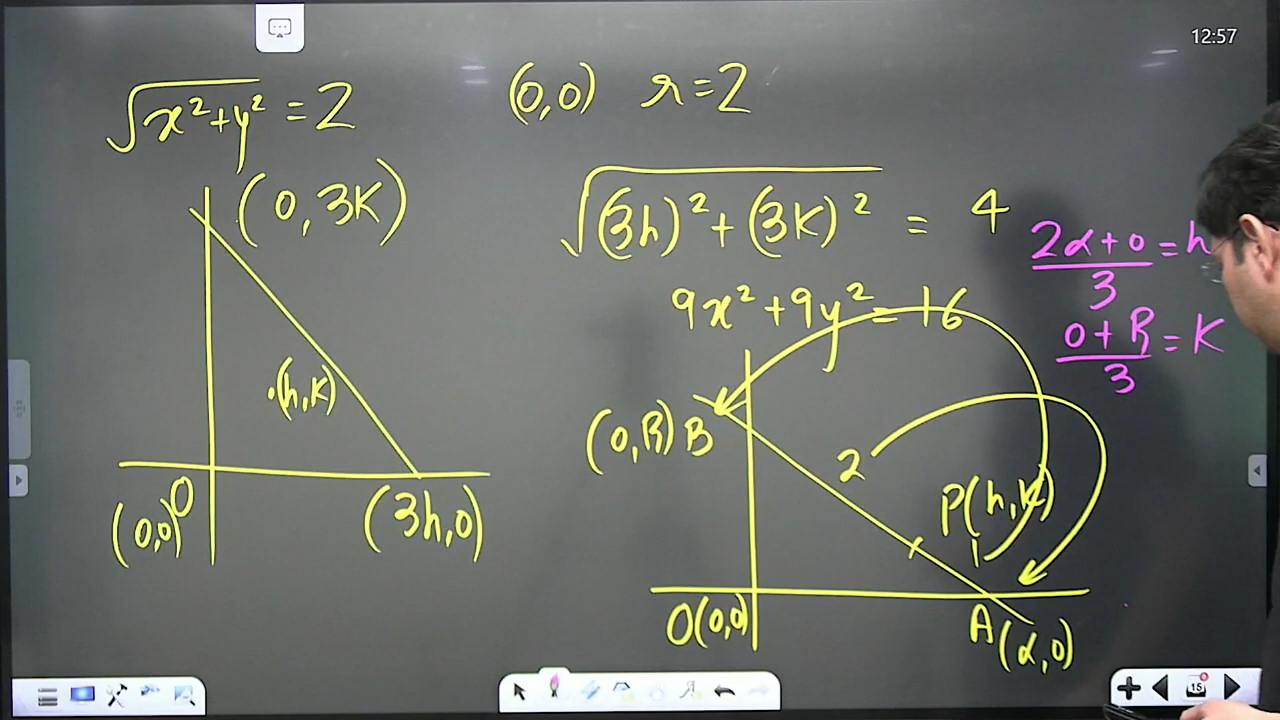 12:57
√(x²+y²) = 2
(0,0) r=2
(0, 3K)
√((3h)²+(3K)²) = 4
9x²+9y² = 16
.(h,K)
(0,0) O
(3h,0)
2α+0/3 = h
0+β/3 = K
(0,β) B
2
P(h,K)
1
O(0,0)
A(α,0)
15